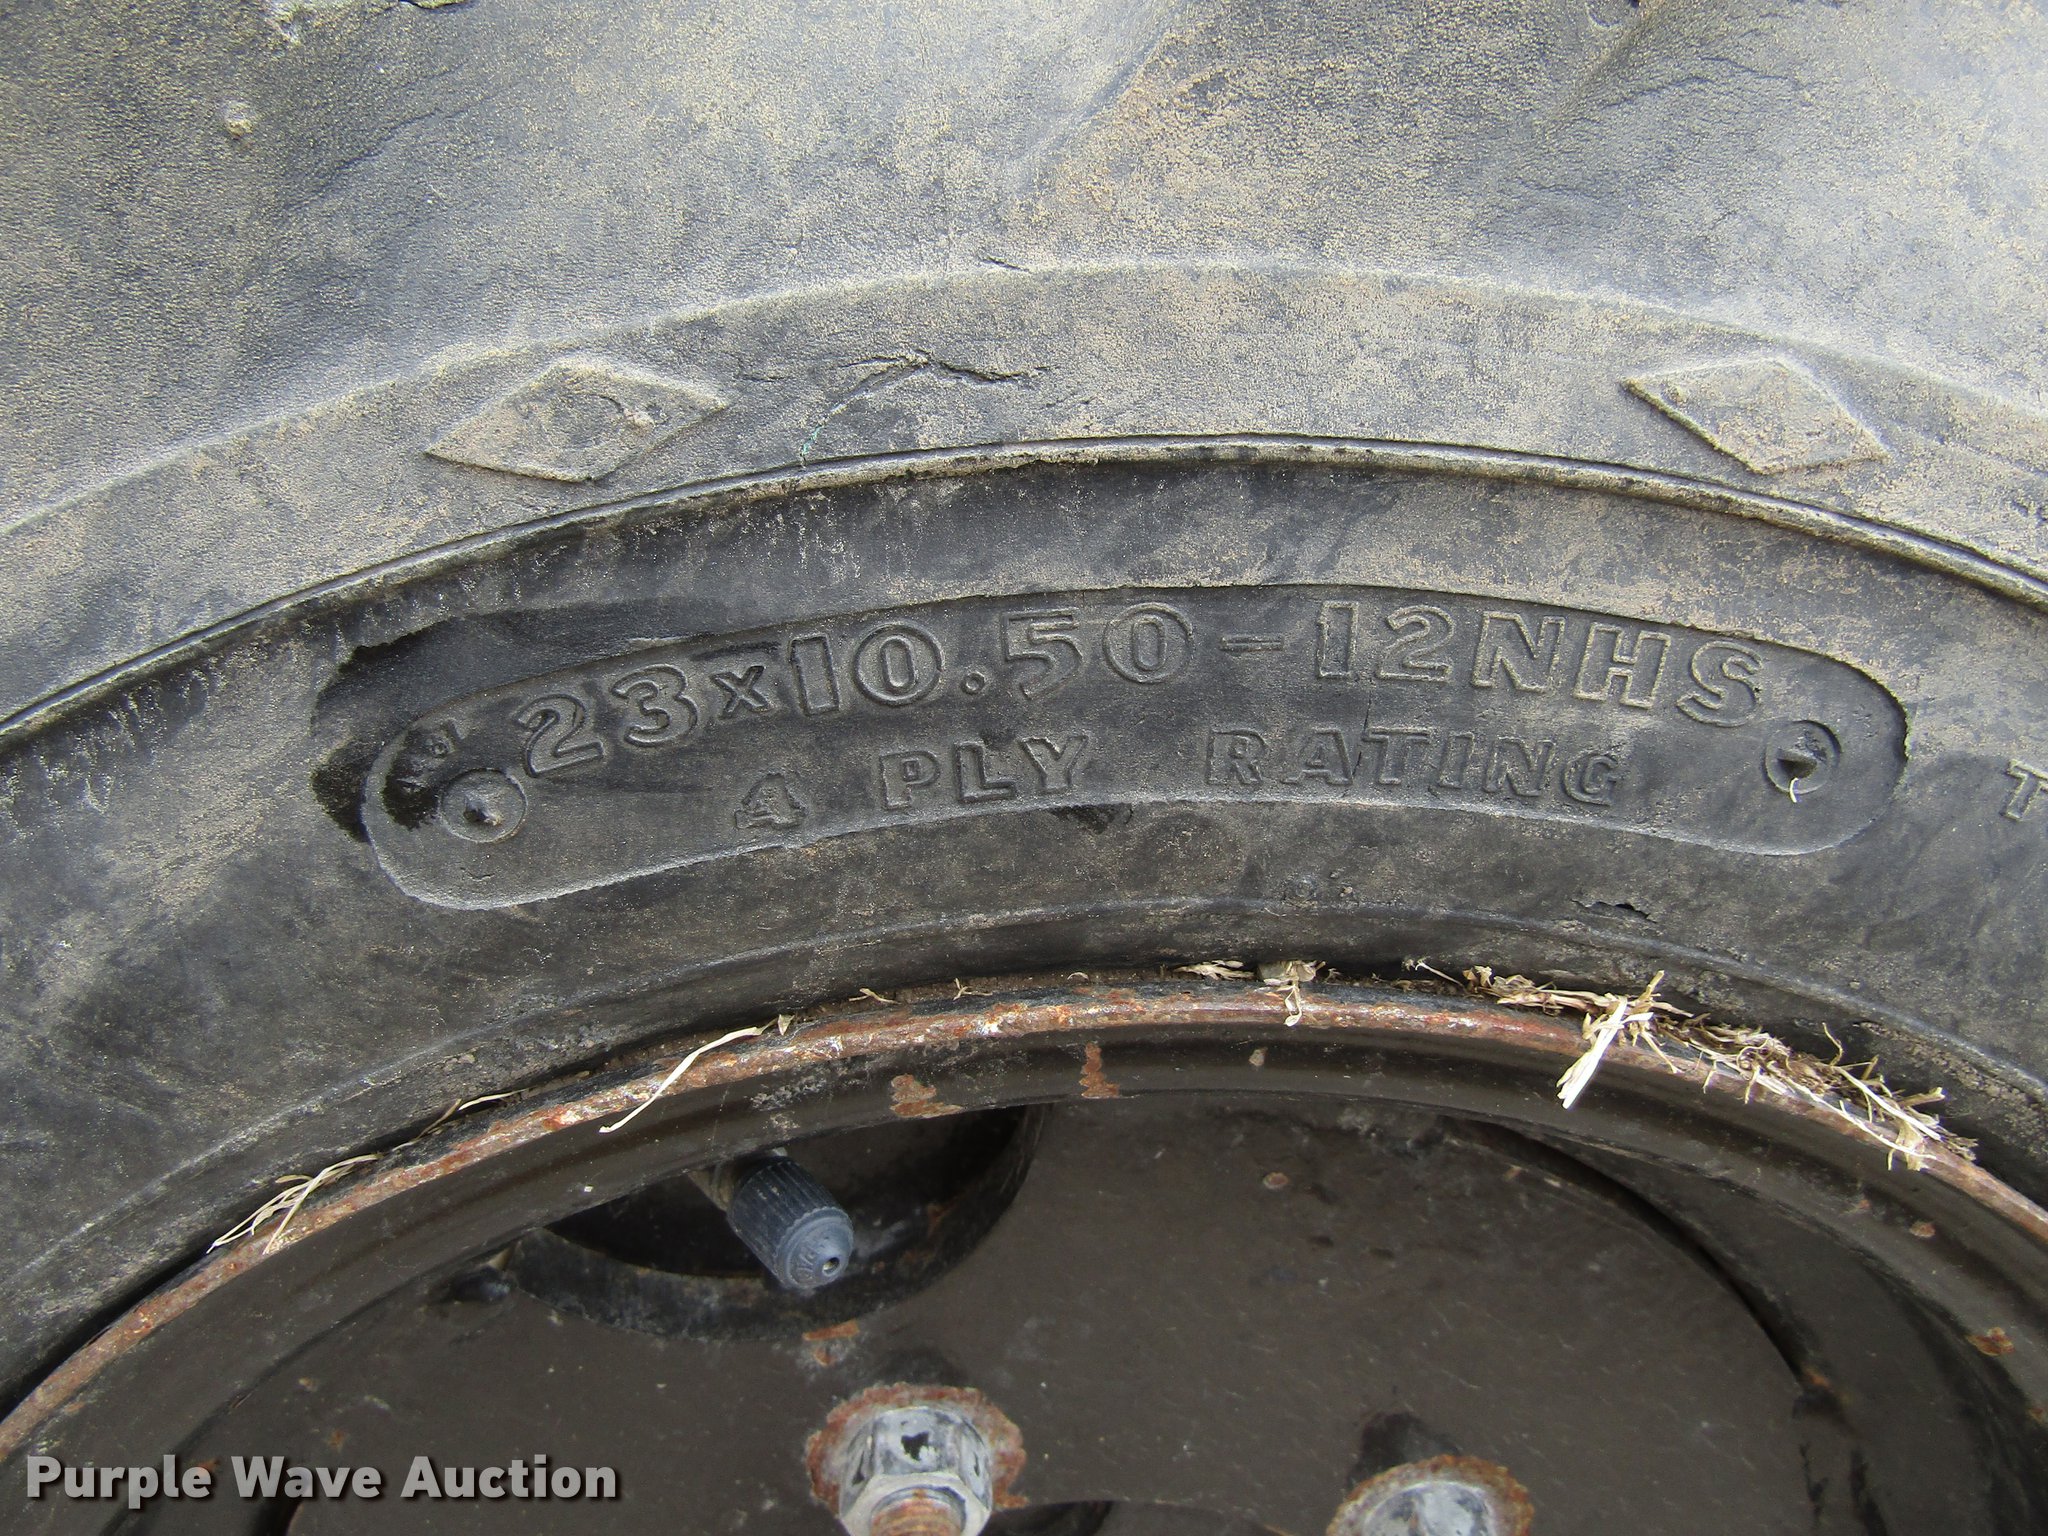 23x10.50-12NHS
4 PLY RATING
T
Purple Wave Auction